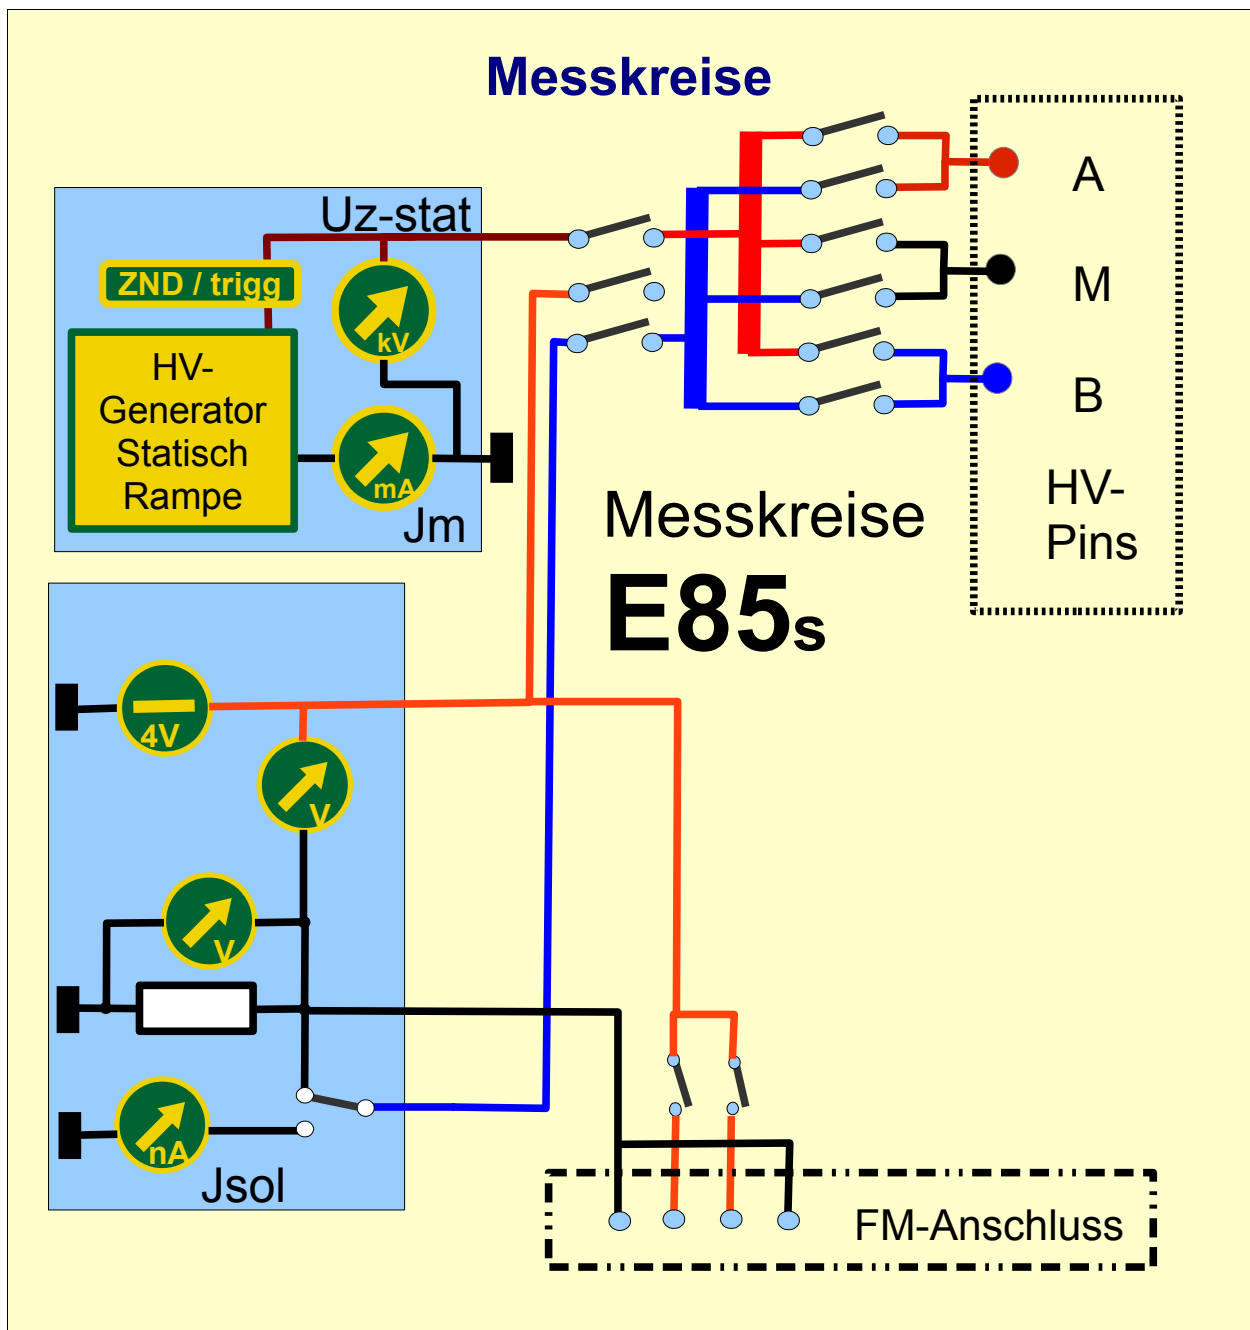 Messkreise
Uz-stat
ZND / trigg
kV
HV-
Generator
Statisch
Rampe
mA
Jm
A
M
B
HV-
Pins
Messkreise
E85s
4V
V
V
nA
Jsol
FM-Anschluss